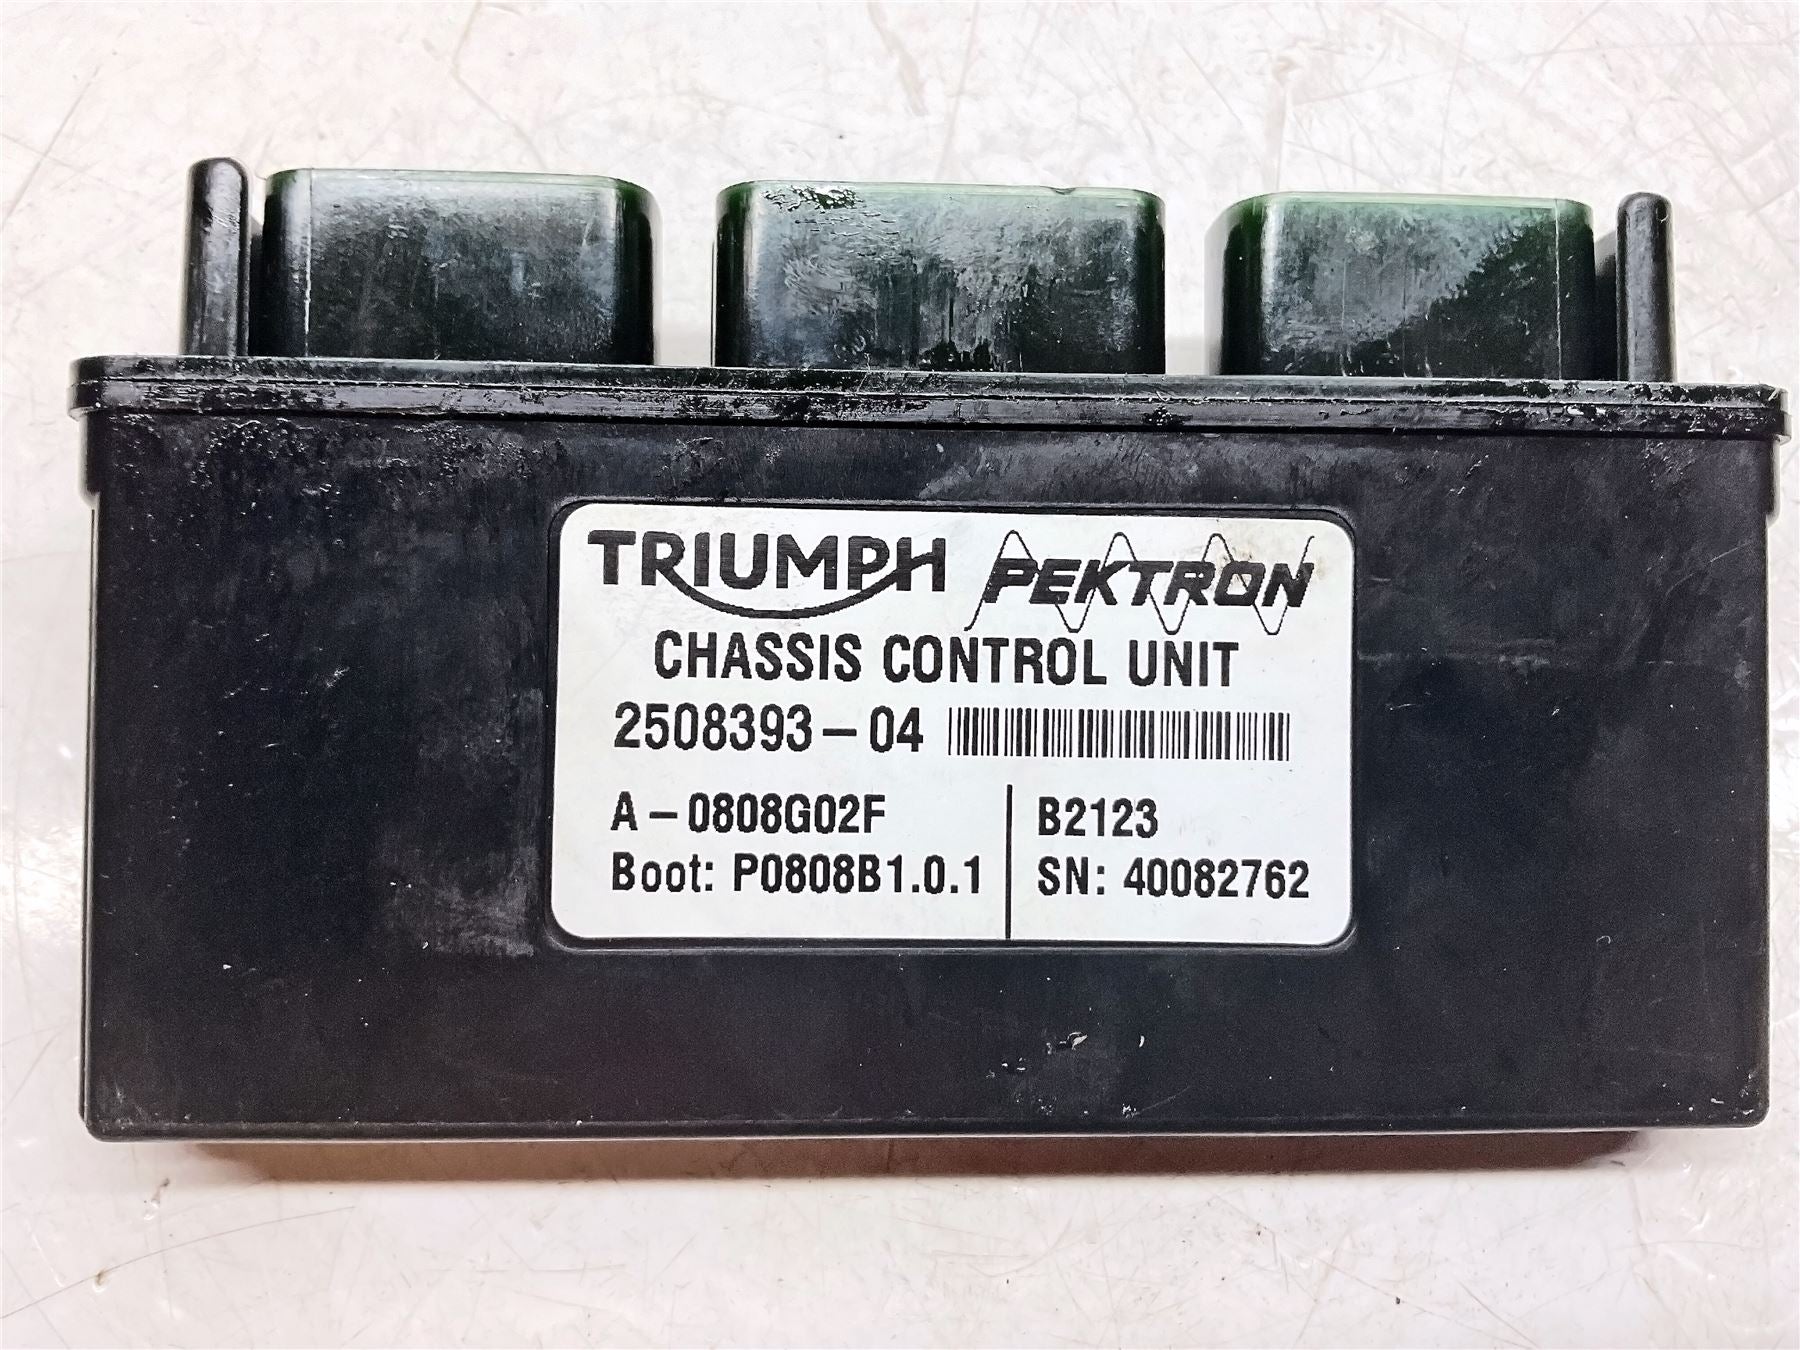 TRIUMPH PEKTRON
CHASSIS CONTROL UNIT
2508393-04
A-0808G02F B2123
Boot: P0808B1.0.1 SN: 40082762